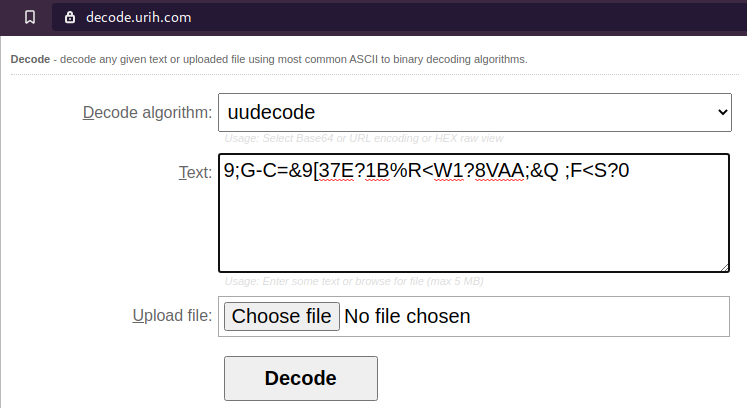 decode.urih.com
Decode - decode any given text or uploaded file using most common ASCII to binary decoding algorithms.
Decode algorithm: uudecode
Usage: Select Base64 or URL encoding or HEX raw view
Text: 9;G-C=&9[37E?1B%R<W1?8VAA;&Q ;F<S?0
Usage: Enter some text or browse for file (max 5 MB)
Upload file: Choose file No file chosen
Decode